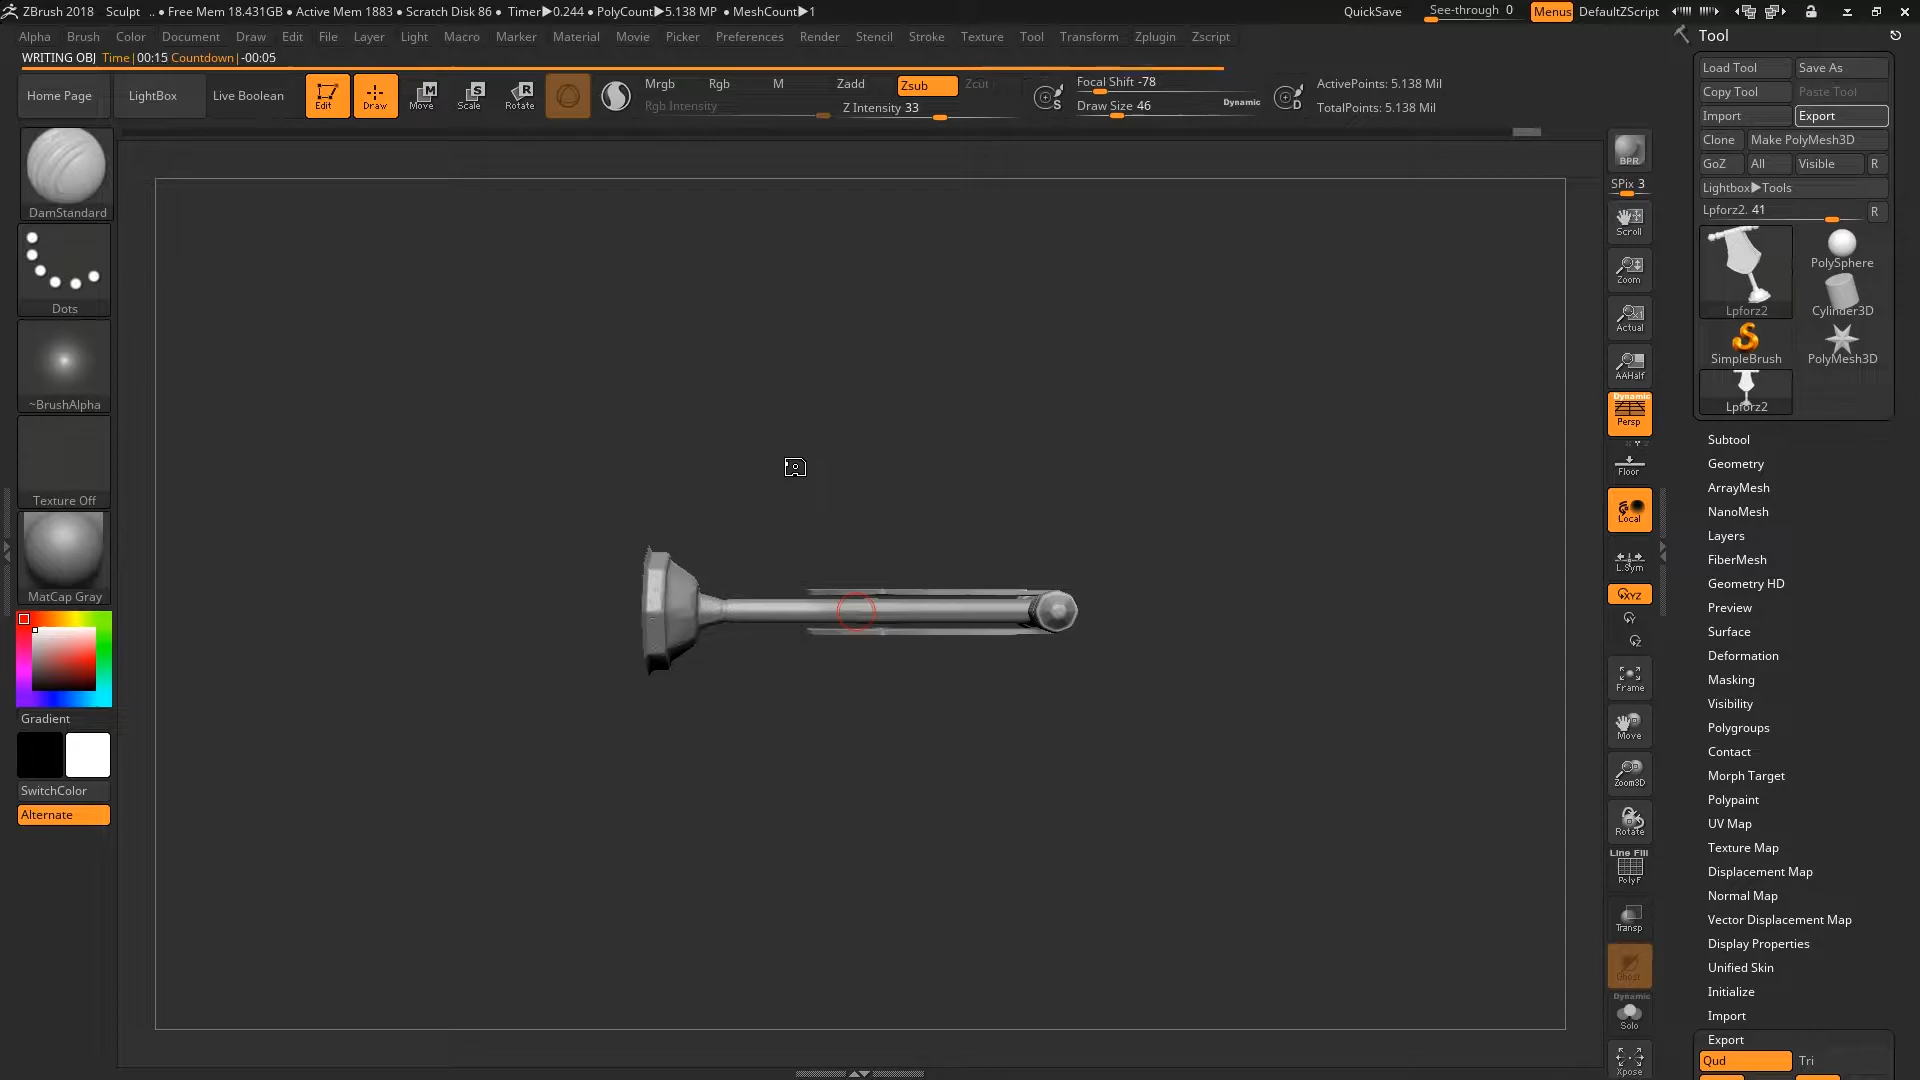 ZBrush 2018 Sculpt .. ● Free Mem 18.431GB ● Active Mem 1883 ● Scratch Disk 86 ● Timer▶0.244 ● PolyCount▶5.138 MP ● MeshCount▶1 QuickSave See-through 0 Menus DefaultZScript
Alpha Brush Color Document Draw Edit File Layer Light Macro Marker Material Movie Picker Preferences Render Stencil Stroke Texture Tool Transform Zplugin Zscript
WRITING OBJ Time|00:15 Countdown|-00:05
Home Page LightBox Live Boolean
Edit Draw Move Scale Rotate
Mrgb Rgb M Zadd Zsub Zcut
Rgb Intensity Z Intensity 33
Focal Shift -78
Draw Size 46 Dynamic
ActivePoints: 5.138 Mil
TotalPoints: 5.138 Mil
DamStandard
Dots
~BrushAlpha
Texture Off
MatCap Gray
Gradient
SwitchColor
Alternate
BPR
SPix 3
Scroll
Zoom
Actual
AAHalf
Dynamic
Persp
Floor
Local
L.Sym
XYZ
Y
Z
Frame
Move
Zoom3D
Rotate
Line Fill
PolyF
Transp
Ghost
Dynamic
Solo
Xpose
Tool
Load Tool Save As
Copy Tool Paste Tool
Import Export
Clone Make PolyMesh3D
GoZ All Visible R
Lightbox▶Tools
Lpforz2. 41 R
Lpforz2 PolySphere
Cylinder3D
SimpleBrush PolyMesh3D
Lpforz2
Subtool
Geometry
ArrayMesh
NanoMesh
Layers
FiberMesh
Geometry HD
Preview
Surface
Deformation
Masking
Visibility
Polygroups
Contact
Morph Target
Polypaint
UV Map
Texture Map
Displacement Map
Normal Map
Vector Displacement Map
Display Properties
Unified Skin
Initialize
Import
Export
Qud Tri